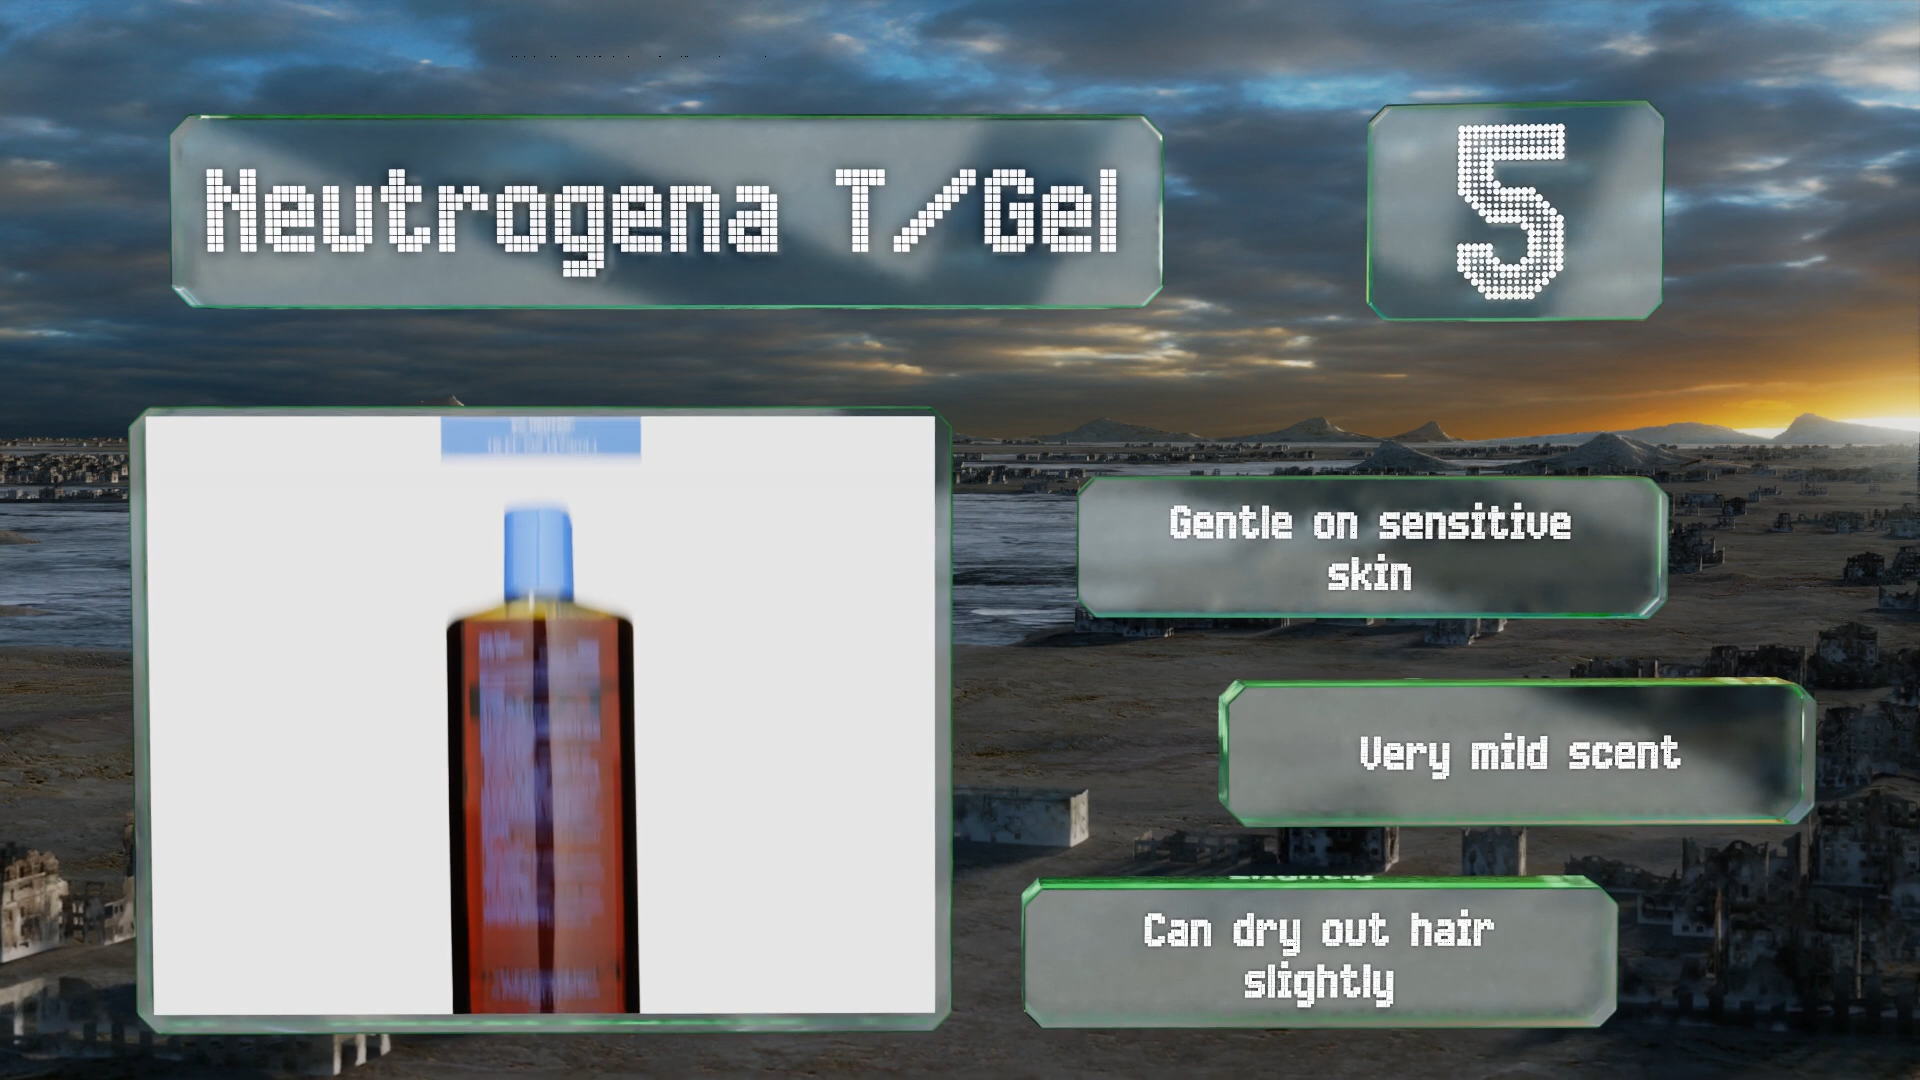 Neutrogena T/Gel
5
Gentle on sensitive
skin
Very mild scent
Can dry out hair
slightly